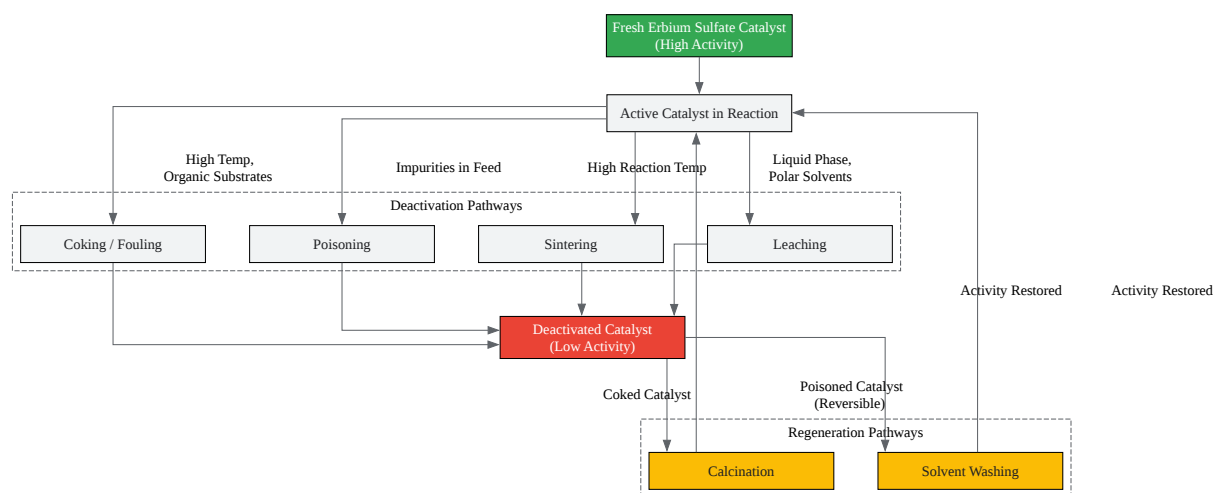 Fresh Erbium Sulfate Catalyst
(High Activity)
Active Catalyst in Reaction
High Temp,
Organic Substrates
Impurities in Feed
High Reaction Temp
Liquid Phase,
Polar Solvents
Deactivation Pathways
Coking / Fouling
Poisoning
Sintering
Leaching
Activity Restored
Activity Restored
Deactivated Catalyst
(Low Activity)
Coked Catalyst
Poisoned Catalyst
(Reversible)
Regeneration Pathways
Calcination
Solvent Washing